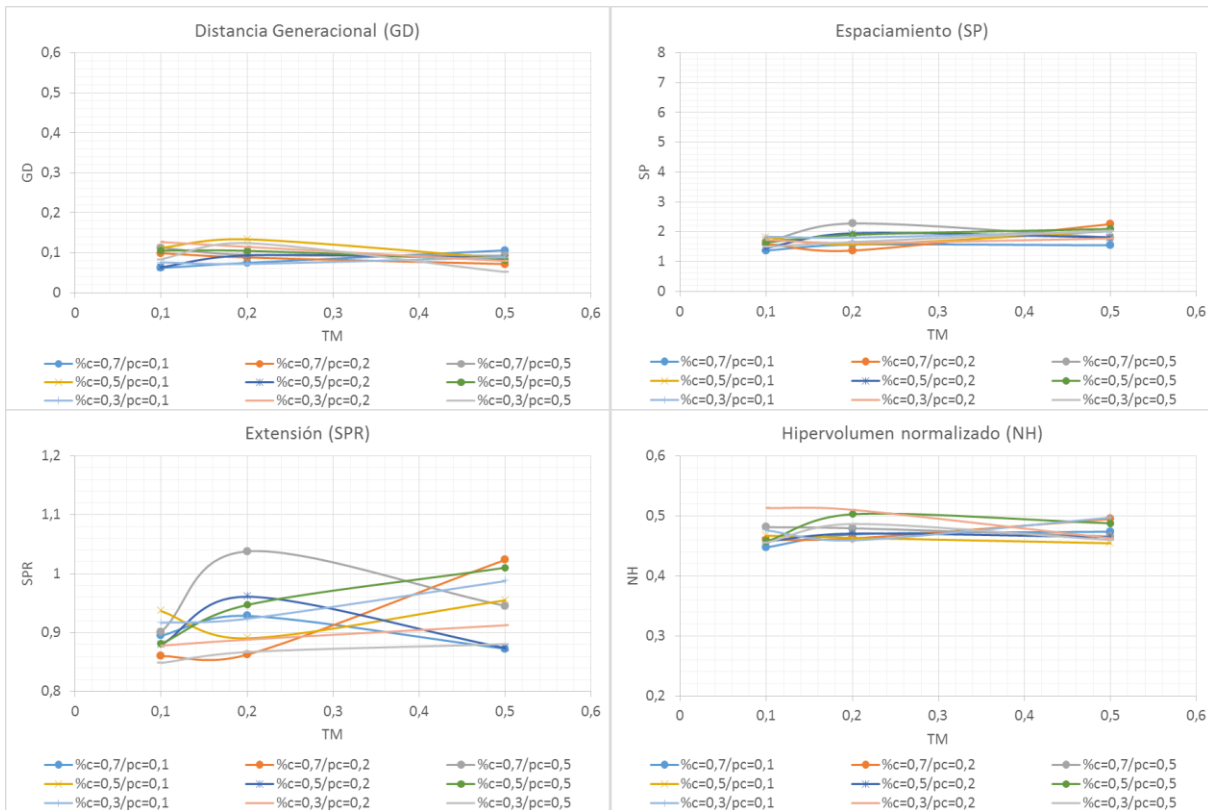 Distancia Generacional (GD)
0,6
0,5
0,4
0,3
0,2
0,1
0
GD
0 0,1 0,2 0,3 0,4 0,5 0,6
TM
%c=0,7/pc=0,1 %c=0,7/pc=0,2 %c=0,7/pc=0,5
%c=0,5/pc=0,1 %c=0,5/pc=0,2 %c=0,5/pc=0,5
%c=0,3/pc=0,1 %c=0,3/pc=0,2 %c=0,3/pc=0,5
Espaciamiento (SP)
8
7
6
5
4
3
2
1
0
SP
0 0,1 0,2 0,3 0,4 0,5 0,6
TM
%c=0,7/pc=0,1 %c=0,7/pc=0,2 %c=0,7/pc=0,5
%c=0,5/pc=0,1 %c=0,5/pc=0,2 %c=0,5/pc=0,5
%c=0,3/pc=0,1 %c=0,3/pc=0,2 %c=0,3/pc=0,5
Extensión (SPR)
1,2
1,1
1
0,9
0,8
SPR
0 0,1 0,2 0,3 0,4 0,5 0,6
TM
%c=0,7/pc=0,1 %c=0,7/pc=0,2 %c=0,7/pc=0,5
%c=0,5/pc=0,1 %c=0,5/pc=0,2 %c=0,5/pc=0,5
%c=0,3/pc=0,1 %c=0,3/pc=0,2 %c=0,3/pc=0,5
Hipervolumen normalizado (NH)
0,6
0,5
0,4
0,3
0,2
NH
0 0,1 0,2 0,3 0,4 0,5 0,6
TM
%c=0,7/pc=0,1 %c=0,7/pc=0,2 %c=0,7/pc=0,5
%c=0,5/pc=0,1 %c=0,5/pc=0,2 %c=0,5/pc=0,5
%c=0,3/pc=0,1 %c=0,3/pc=0,2 %c=0,3/pc=0,5